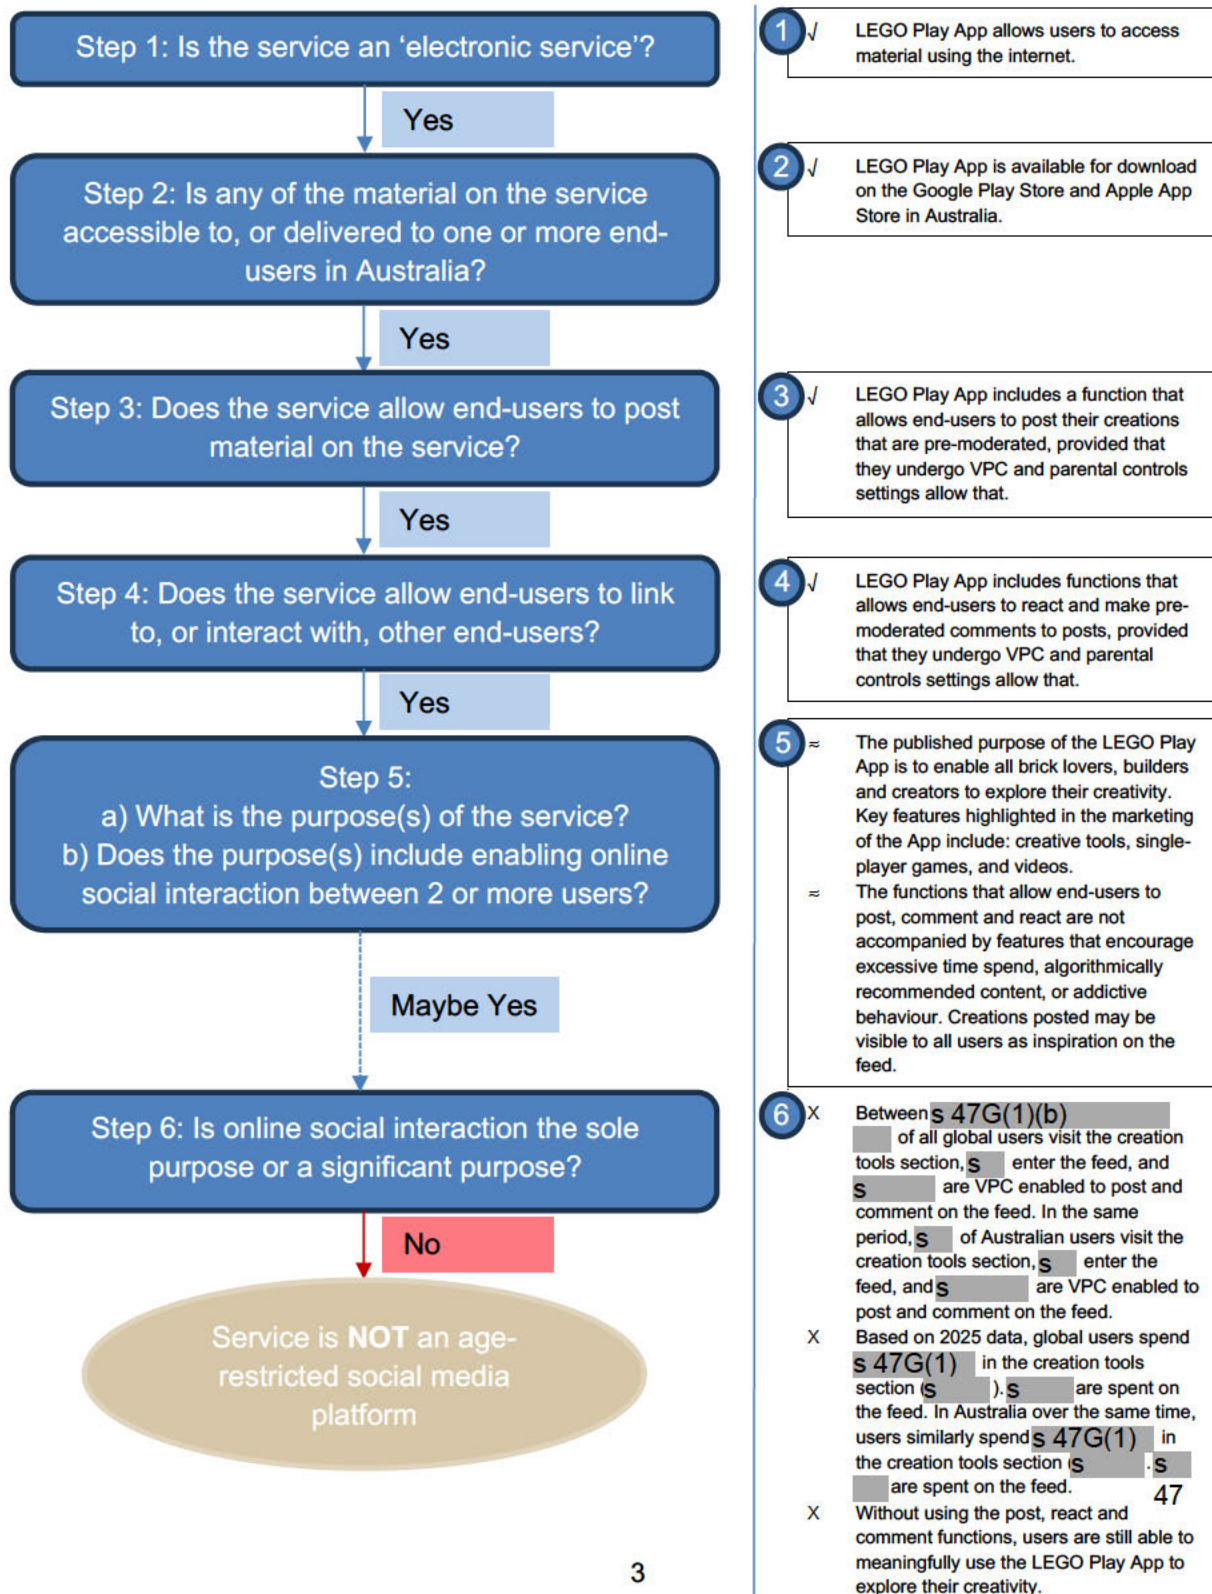 Step 1: Is the service an ‘electronic service’?
Yes
Step 2: Is any of the material on the service
accessible to, or delivered to one or more end-
users in Australia?
Yes
Step 3: Does the service allow end-users to post
material on the service?
Yes
Step 4: Does the service allow end-users to link
to, or interact with, other end-users?
Yes
Step 5:
a) What is the purpose(s) of the service?
b) Does the purpose(s) include enabling online
social interaction between 2 or more users?
Maybe Yes
Step 6: Is online social interaction the sole
purpose or a significant purpose?
No
Service is NOT an age-
restricted social media
platform
3
1 √ LEGO Play App allows users to access
material using the internet.
2 √ LEGO Play App is available for download
on the Google Play Store and Apple App
Store in Australia.
3 √ LEGO Play App includes a function that
allows end-users to post their creations
that are pre-moderated, provided that
they undergo VPC and parental controls
settings allow that.
4 √ LEGO Play App includes functions that
allows end-users to react and make pre-
moderated comments to posts, provided
that they undergo VPC and parental
controls settings allow that.
5 ≈ The published purpose of the LEGO Play
App is to enable all brick lovers, builders
and creators to explore their creativity.
Key features highlighted in the marketing
of the App include: creative tools, single-
player games, and videos.
≈ The functions that allow end-users to
post, comment and react are not
accompanied by features that encourage
excessive time spend, algorithmically
recommended content, or addictive
behaviour. Creations posted may be
visible to all users as inspiration on the
feed.
6 X Between s 47G(1)(b)
of all global users visit the creation
tools section, s enter the feed, and
s are VPC enabled to post and
comment on the feed. In the same
period, s of Australian users visit the
creation tools section, s enter the
feed, and s are VPC enabled to
post and comment on the feed.
X Based on 2025 data, global users spend
s 47G(1) in the creation tools
section (s ). s are spent on
the feed. In Australia over the same time,
users similarly spend s 47G(1) in
the creation tools section (s . s
are spent on the feed. 47
X Without using the post, react and
comment functions, users are still able to
meaningfully use the LEGO Play App to
explore their creativity.